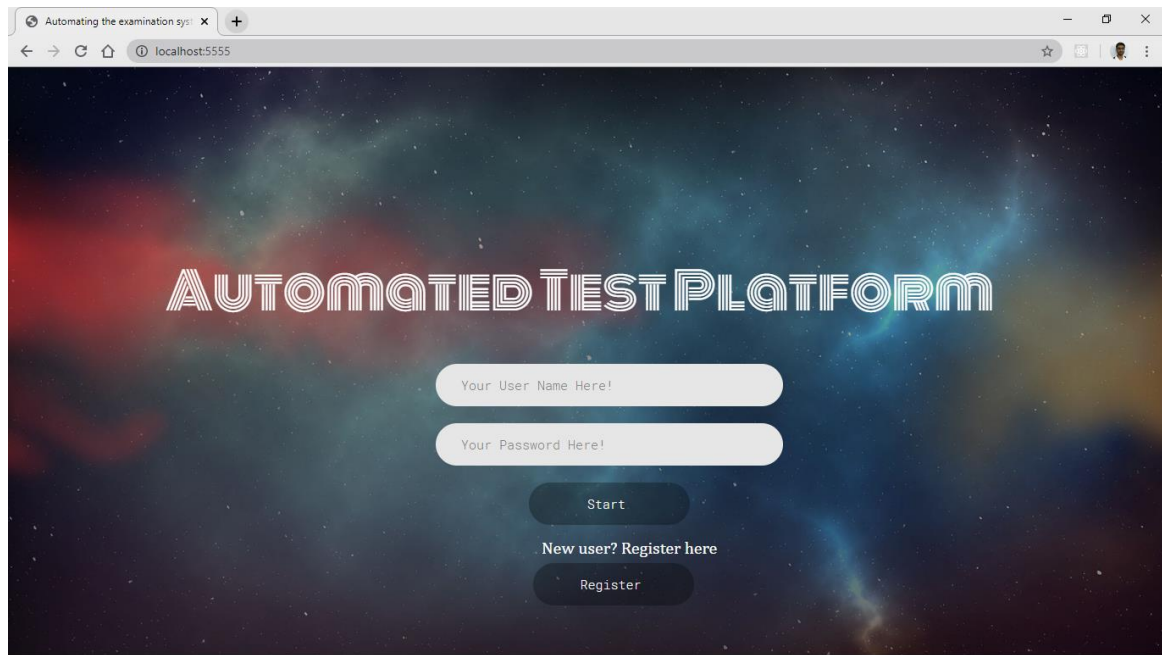 Automating the examination syst
localhost:5555
Automated Test Platform
Your User Name Here!
Your Password Here!
Start
New user? Register here
Register